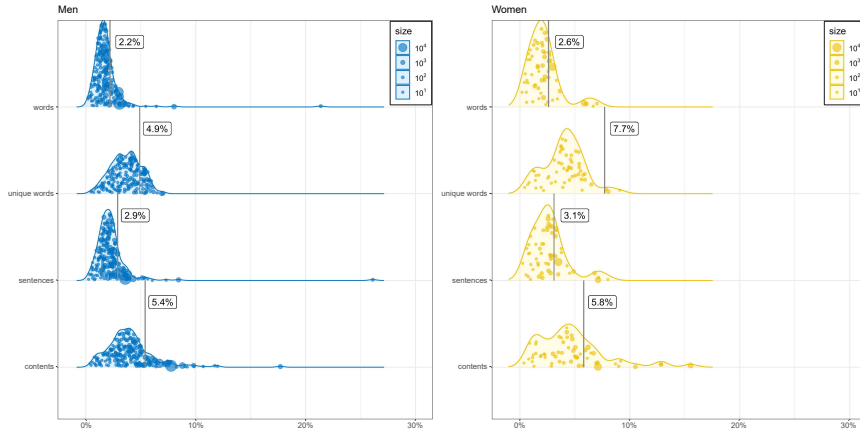 Men
size
10⁴
10³
10²
10¹
2.2%
words
4.9%
unique words
2.9%
sentences
5.4%
contents
0%
10%
20%
30%
Women
size
10⁴
10³
10²
10¹
2.6%
words
7.7%
unique words
3.1%
sentences
5.8%
contents
0%
10%
20%
30%